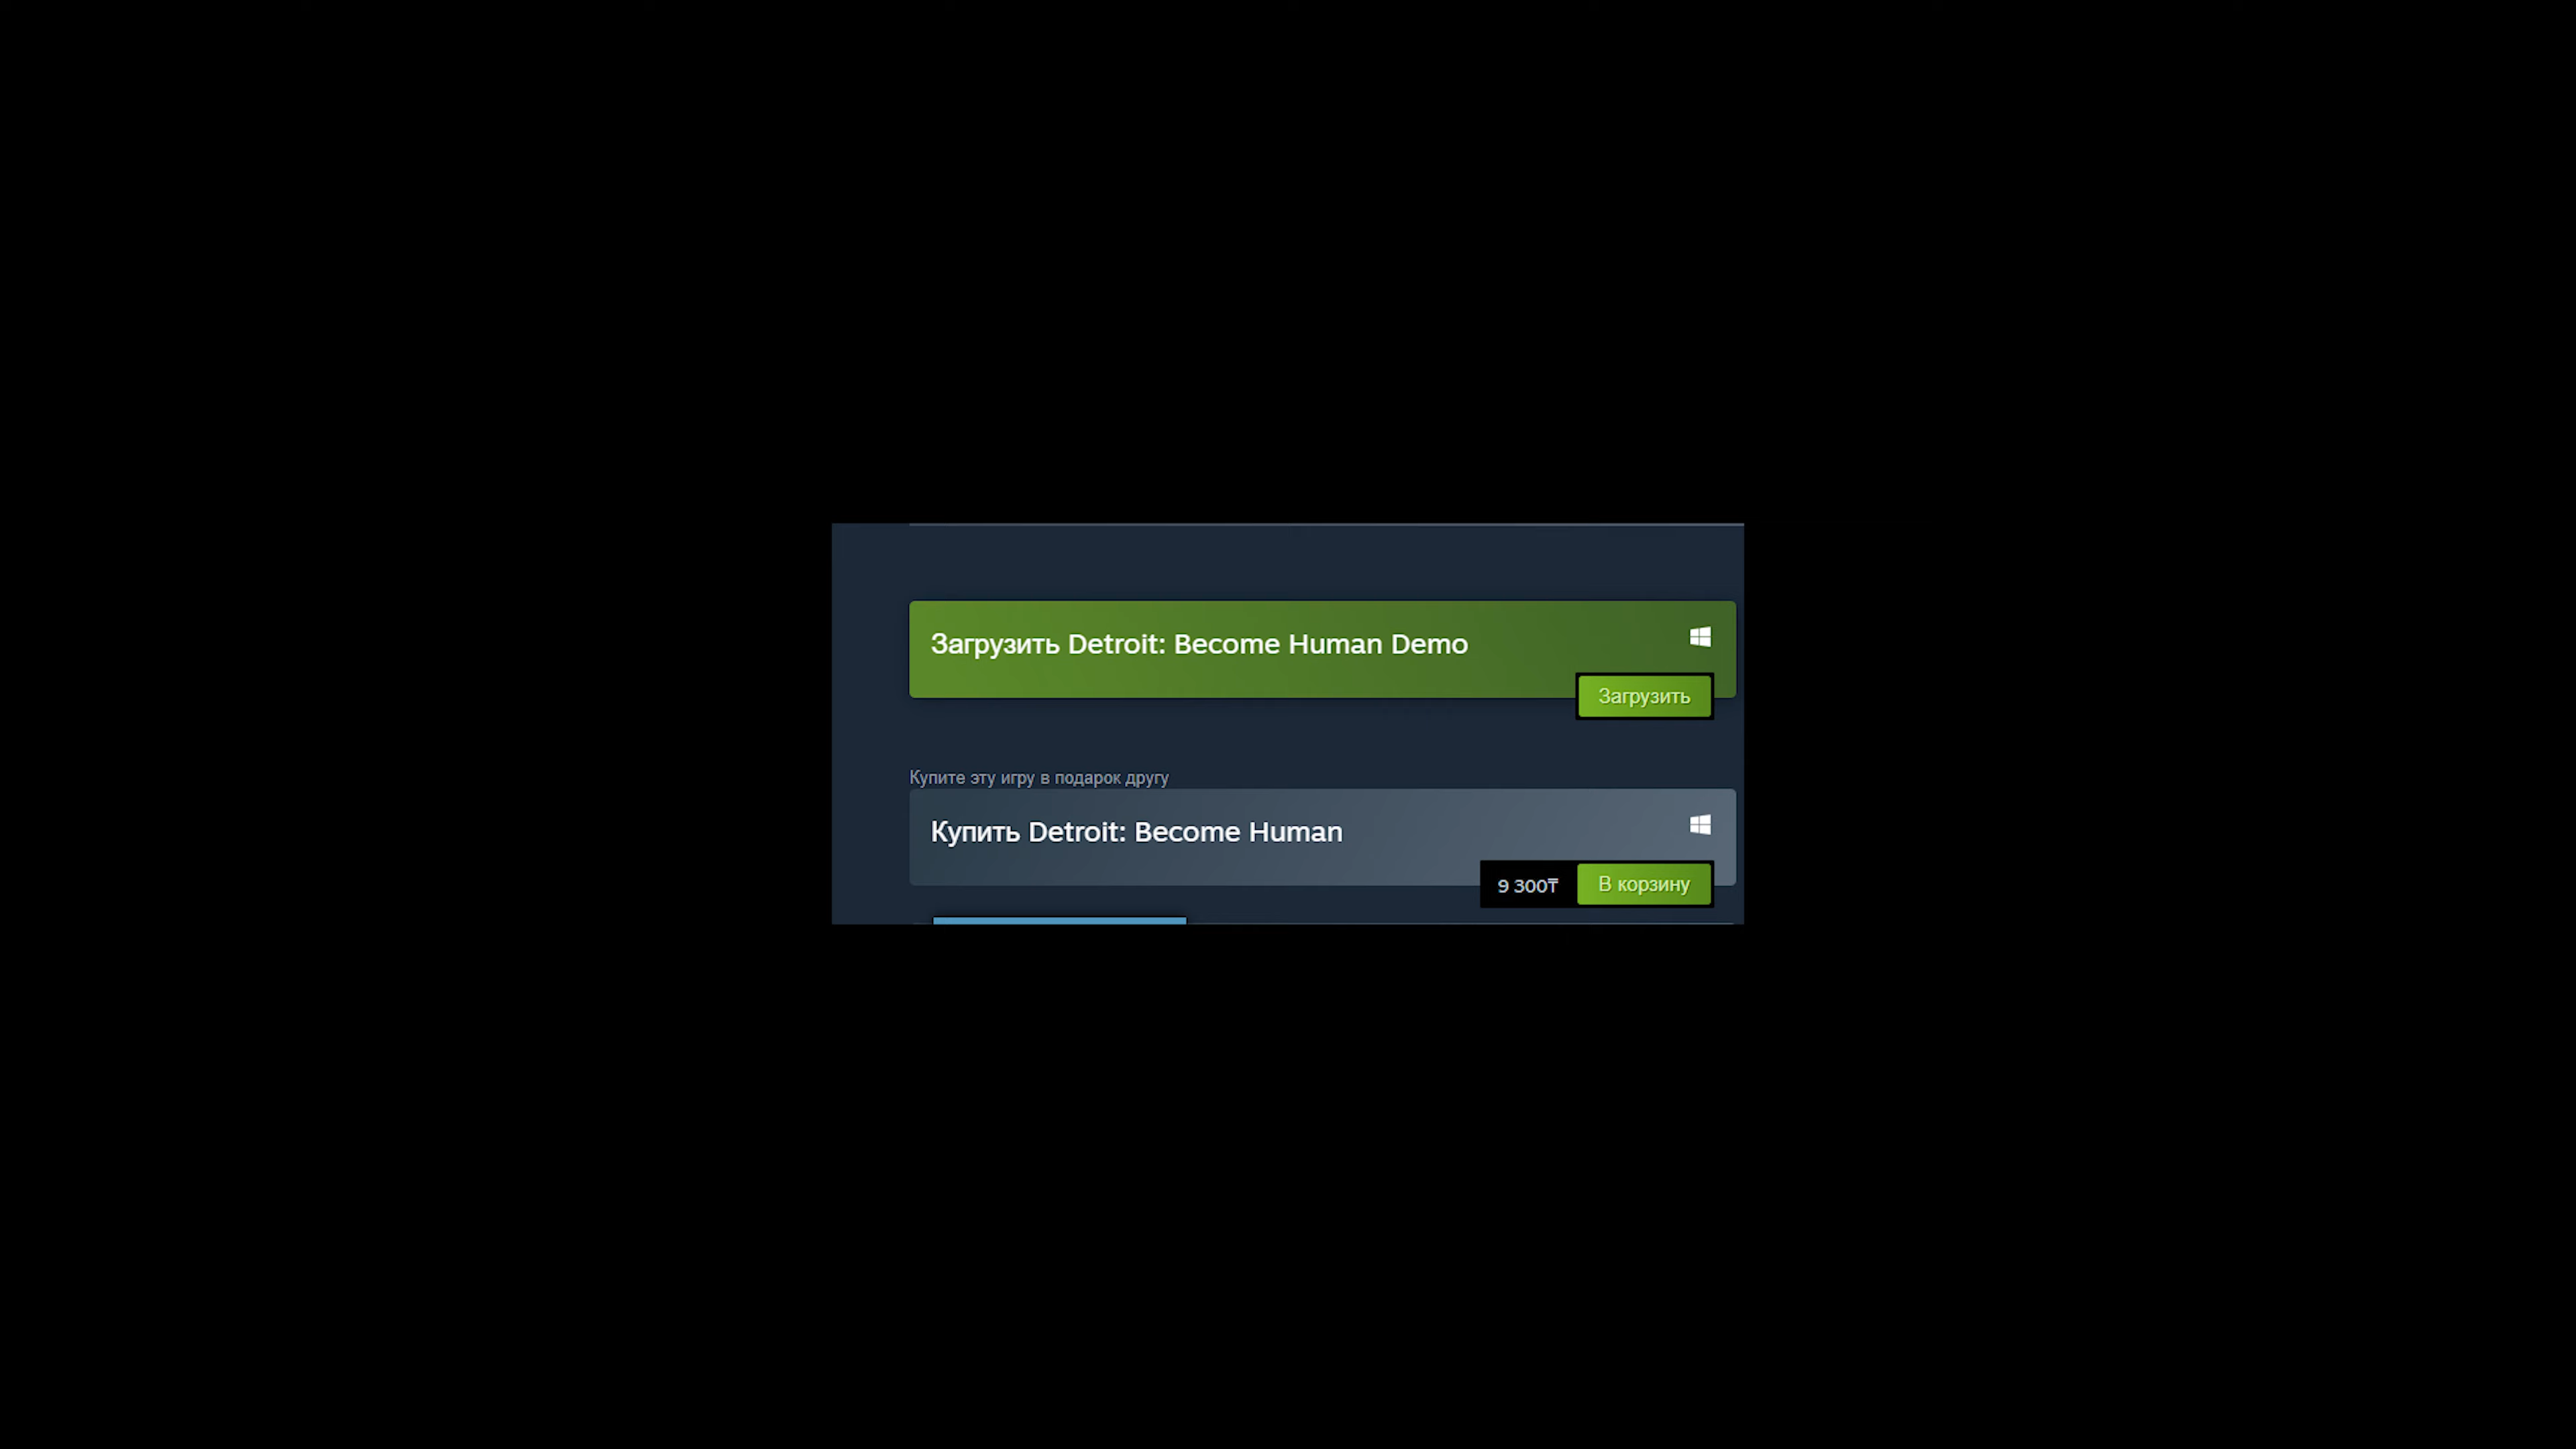 Загрузить Detroit: Become Human Demo
Загрузить
Купите эту игру в подарок другу
Купить Detroit: Become Human
9 300₸
В корзину